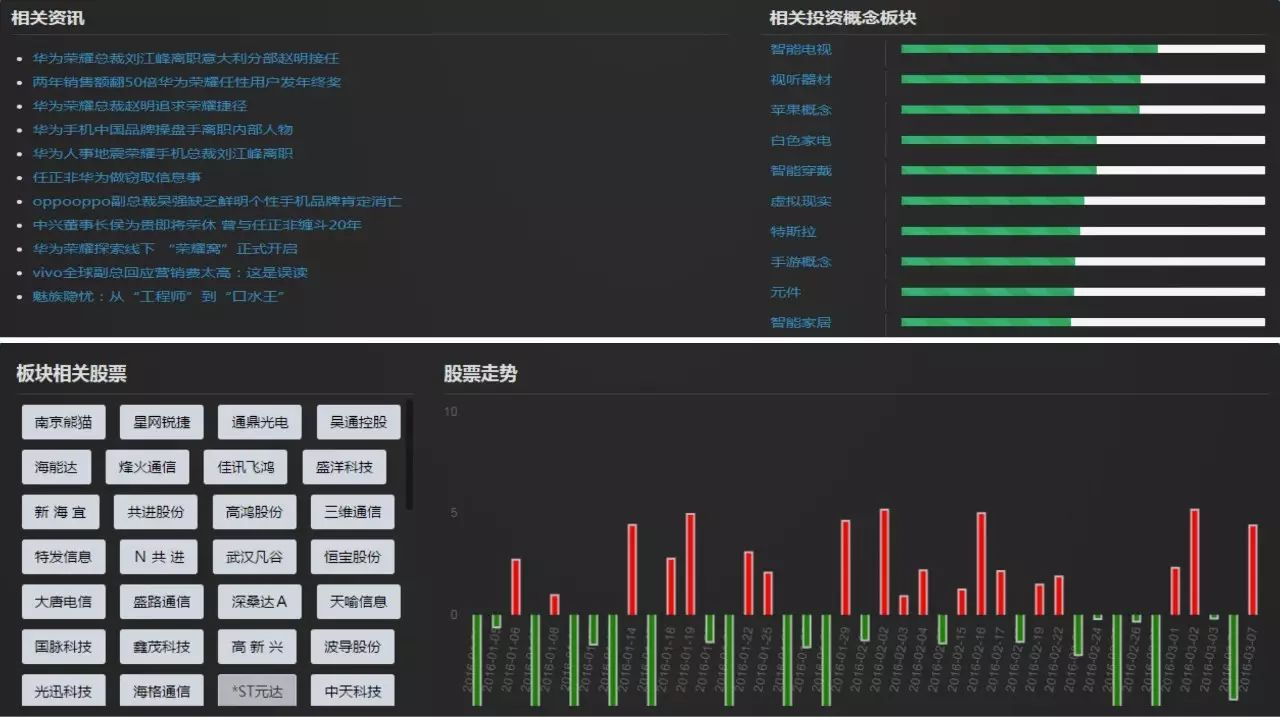 相关资讯
华为荣耀总裁刘江峰离职意大利分部赵明接任
两年销售额翻50倍华为荣耀任性用户发年终奖
华为荣耀总裁赵明追求荣耀捷径
华为手机中国品牌操盘手离职内部人物
华为人事地震荣耀手机总裁刘江峰离职
任正非华为做窃取信息事
oppooppo副总裁吴强缺乏鲜明个性手机品牌肯定消亡
中兴董事长侯为贵即将荣休 曾与任正非缠斗20年
华为荣耀探索线下 “荣耀窝”正式开启
vivo全球副总回应营销费太高：这是误读
魅族隐忧：从“工程师”到“口水王”
相关投资概念板块
智能电视
视听器材
苹果概念
白色家电
智能穿戴
虚拟现实
特斯拉
手游概念
元件
智能家居
板块相关股票
南京熊猫 星网锐捷 通鼎光电 吴通控股
海能达 烽火通信 佳讯飞鸿 盛洋科技
新 海 宜 共进股份 高鸿股份 三维通信
特发信息 N 共 进 武汉凡谷 恒宝股份
大唐电信 盛路通信 深桑达A 天喻信息
国脉科技 鑫茂科技 高 新 兴 波导股份
光迅科技 海格通信 *ST元达 中天科技
股票走势
10
5
0
2016-01-05
2016-01-06
2016-01-08
2016-01-14
2016-01-18
2016-01-19
2016-01-22
2016-01-25
2016-01-29
2016-02-02
2016-02-03
2016-02-04
2016-02-15
2016-02-16
2016-02-17
2016-02-19
2016-02-22
2016-02-24
2016-02-26
2016-03-01
2016-03-02
2016-03-03
2016-03-07